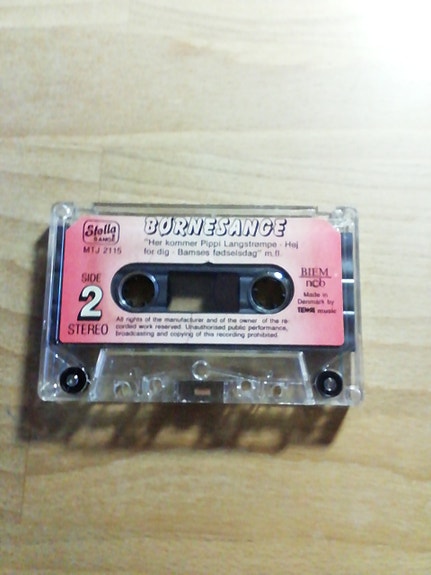 BØRNESANGE
Stella
BÅND
MTJ 2115
"Her kommer Pippi Langstrømpe · Hej
for dig · Bamses fødselsdag" m.fl.
SIDE
2
STEREO
BIEM
ncb
Made in
Denmark by
music
All rights of the manufacturer and of the owner of the re-
corded work reserved. Unauthorised public performance,
broadcasting and copying of this recording prohibited